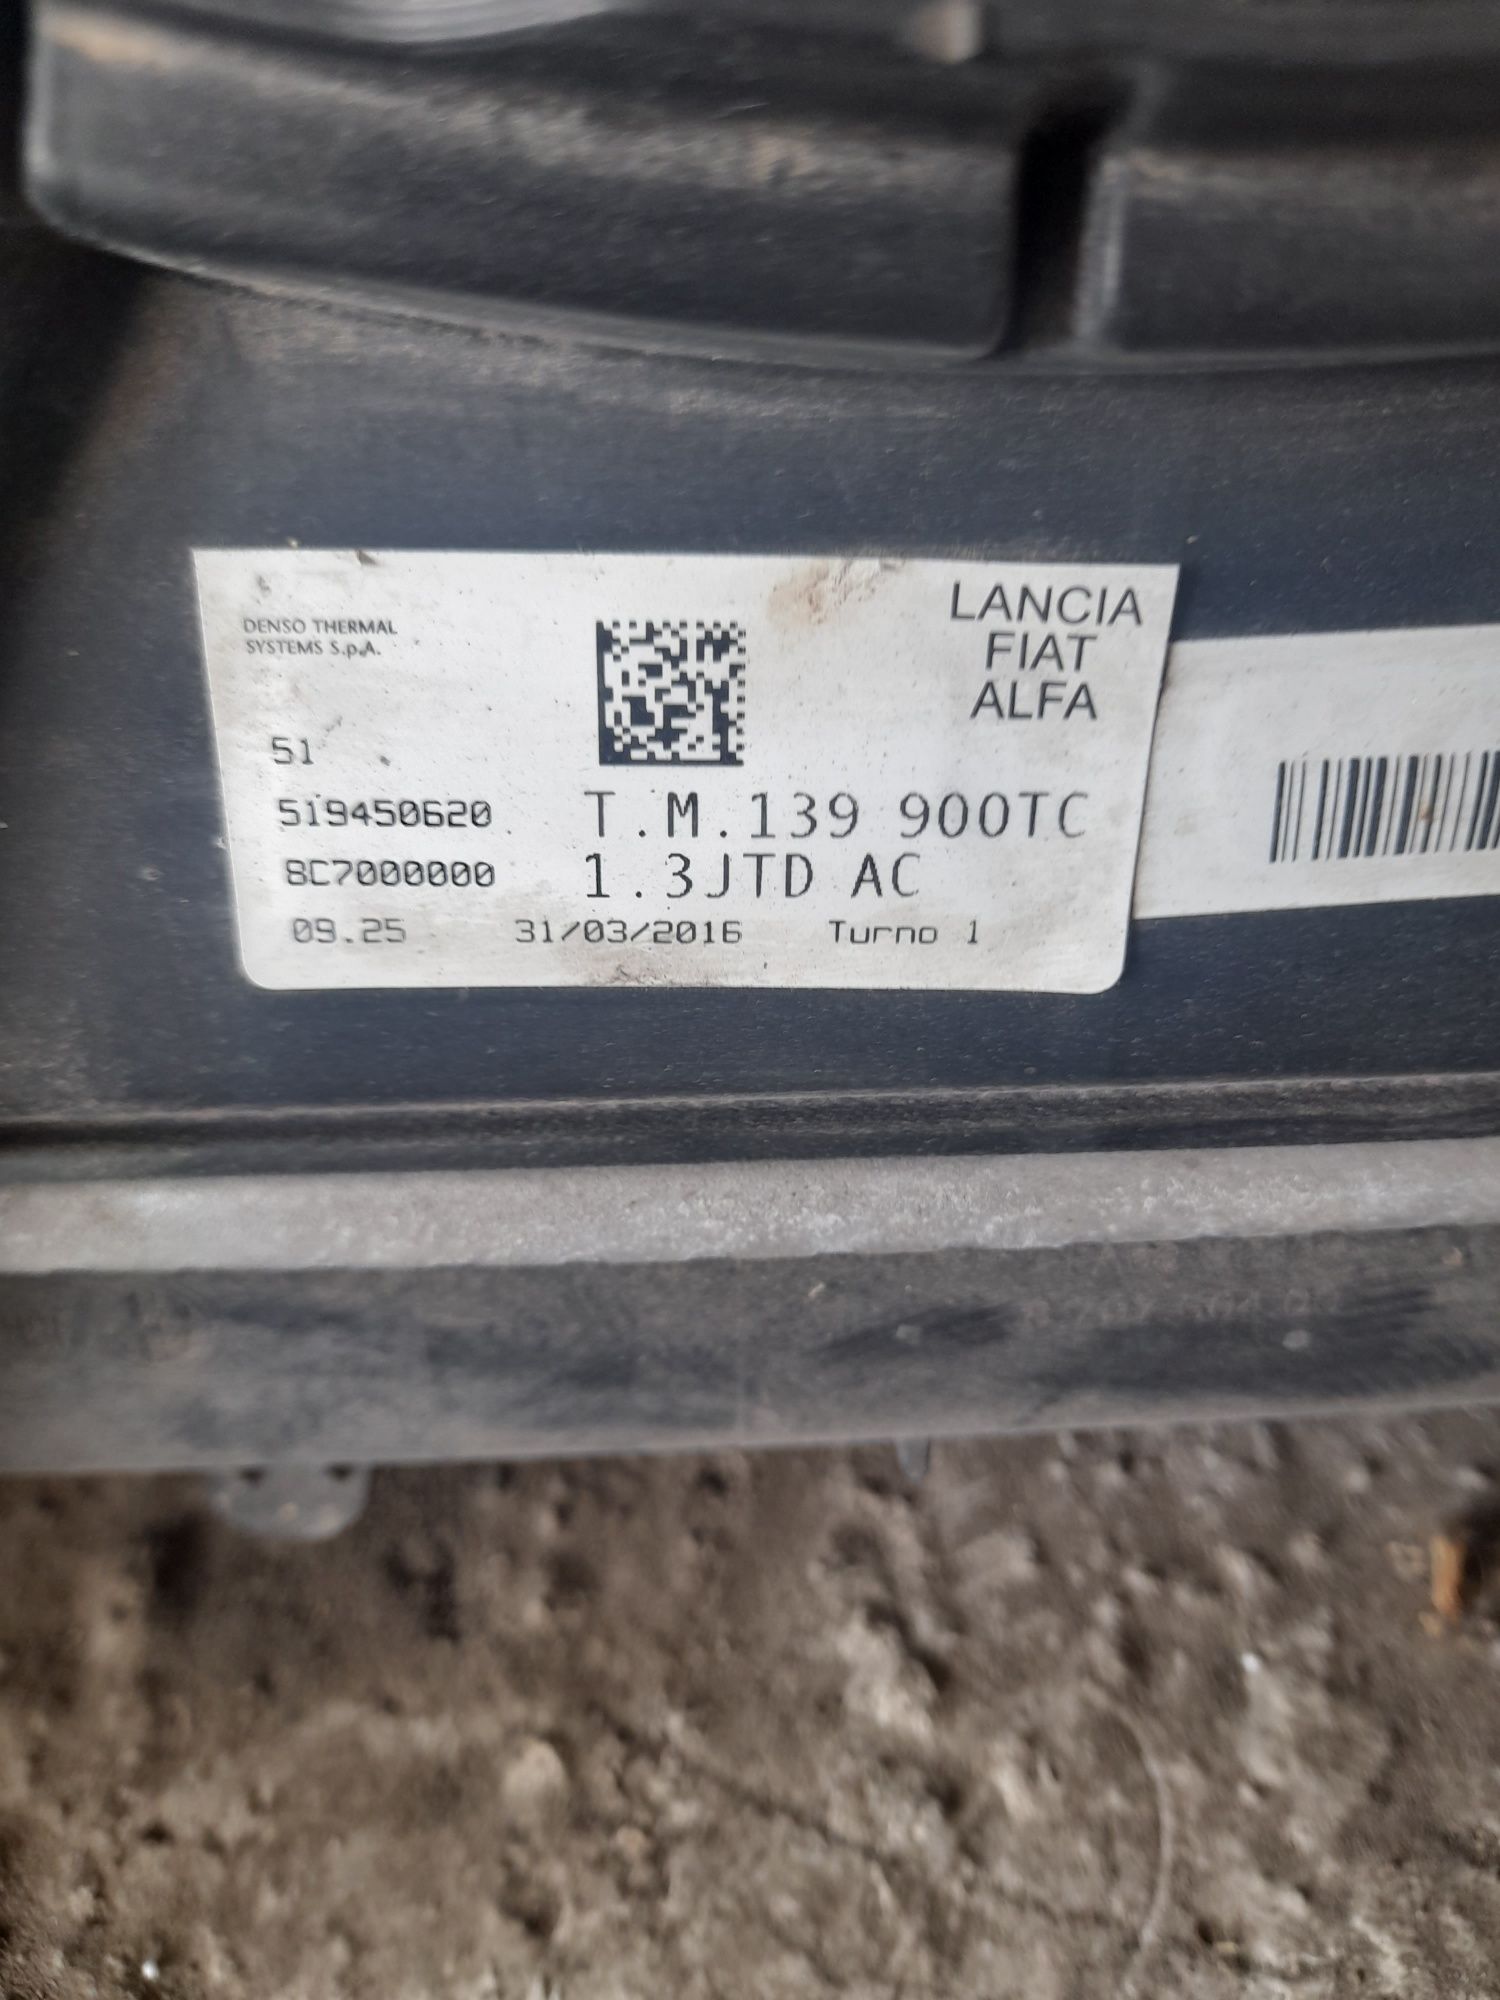 DENSO THERMAL
SYSTEMS S.p.A.
LANCIA
FIAT
ALFA
51
519450620
T.M.139 900TC
8C7000000
1.3JTD AC
09.25 31/03/2016 Turno 1